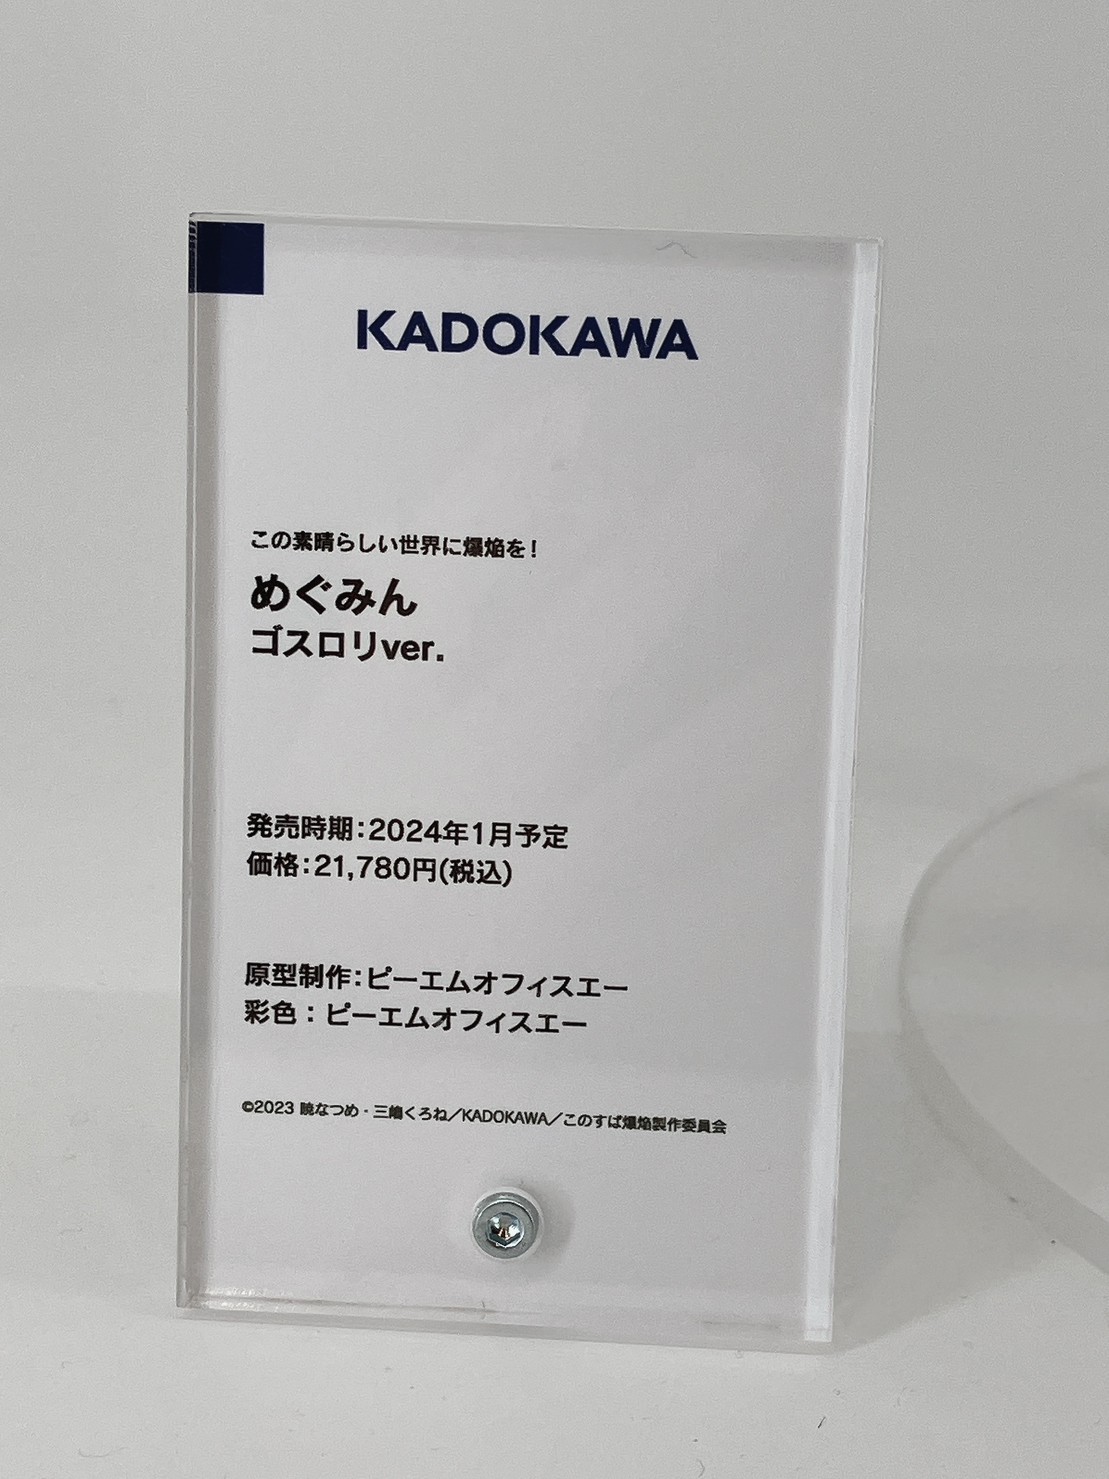 KADOKAWA
この素晴らしい世界に爆焔を！
めぐみん
ゴスロリver.
発売時期：2024年1月予定
価格：21,780円(税込)
原型制作：ピーエムオフィスエー
彩色：ピーエムオフィスエー
©2023 暁なつめ・三嶋くろね／KADOKAWA／このすば爆焔製作委員会